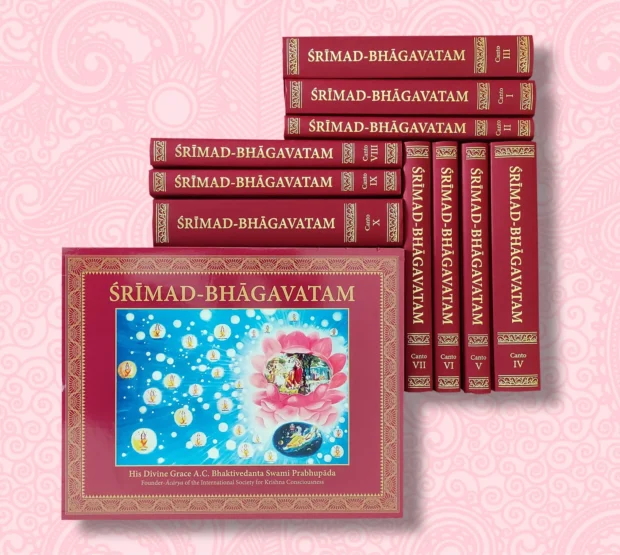 ŚRĪMAD-BHĀGAVATAM Canto III
ŚRĪMAD-BHĀGAVATAM Canto I
ŚRĪMAD-BHĀGAVATAM Canto II
ŚRĪMAD-BHĀGAVATAM Canto VIII
ŚRĪMAD-BHĀGAVATAM Canto IX
ŚRĪMAD-BHĀGAVATAM Canto X
ŚRĪMAD-BHĀGAVATAM Canto VII
ŚRĪMAD-BHĀGAVATAM Canto VI
ŚRĪMAD-BHĀGAVATAM Canto V
ŚRĪMAD-BHĀGAVATAM Canto IV
ŚRĪMAD-BHĀGAVATAM
His Divine Grace A.C. Bhaktivedanta Swami Prabhupāda
Founder-Ācārya of the International Society for Krishna Consciousness